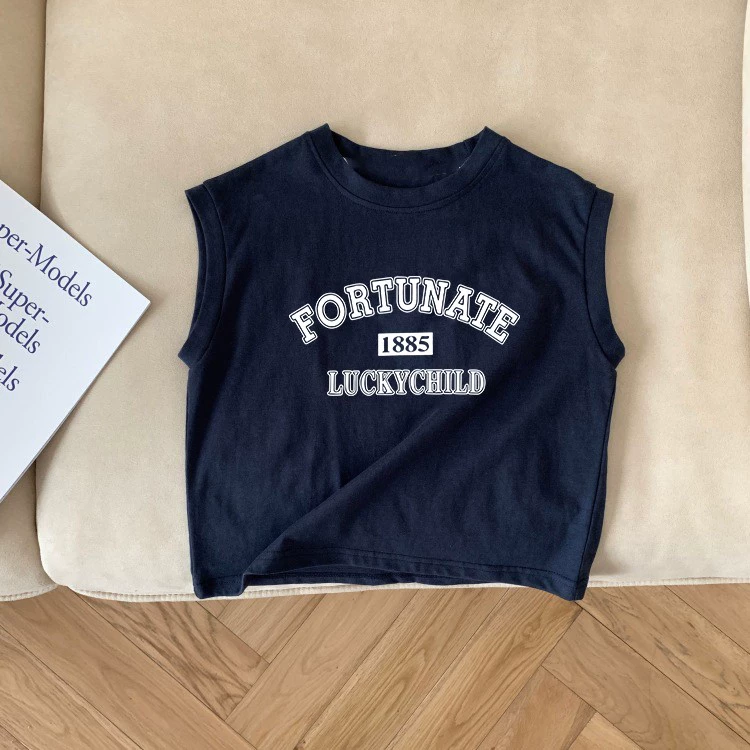 FORTUNATE
1885
LUCKYCHILD
per-Models
Super-
odels
els